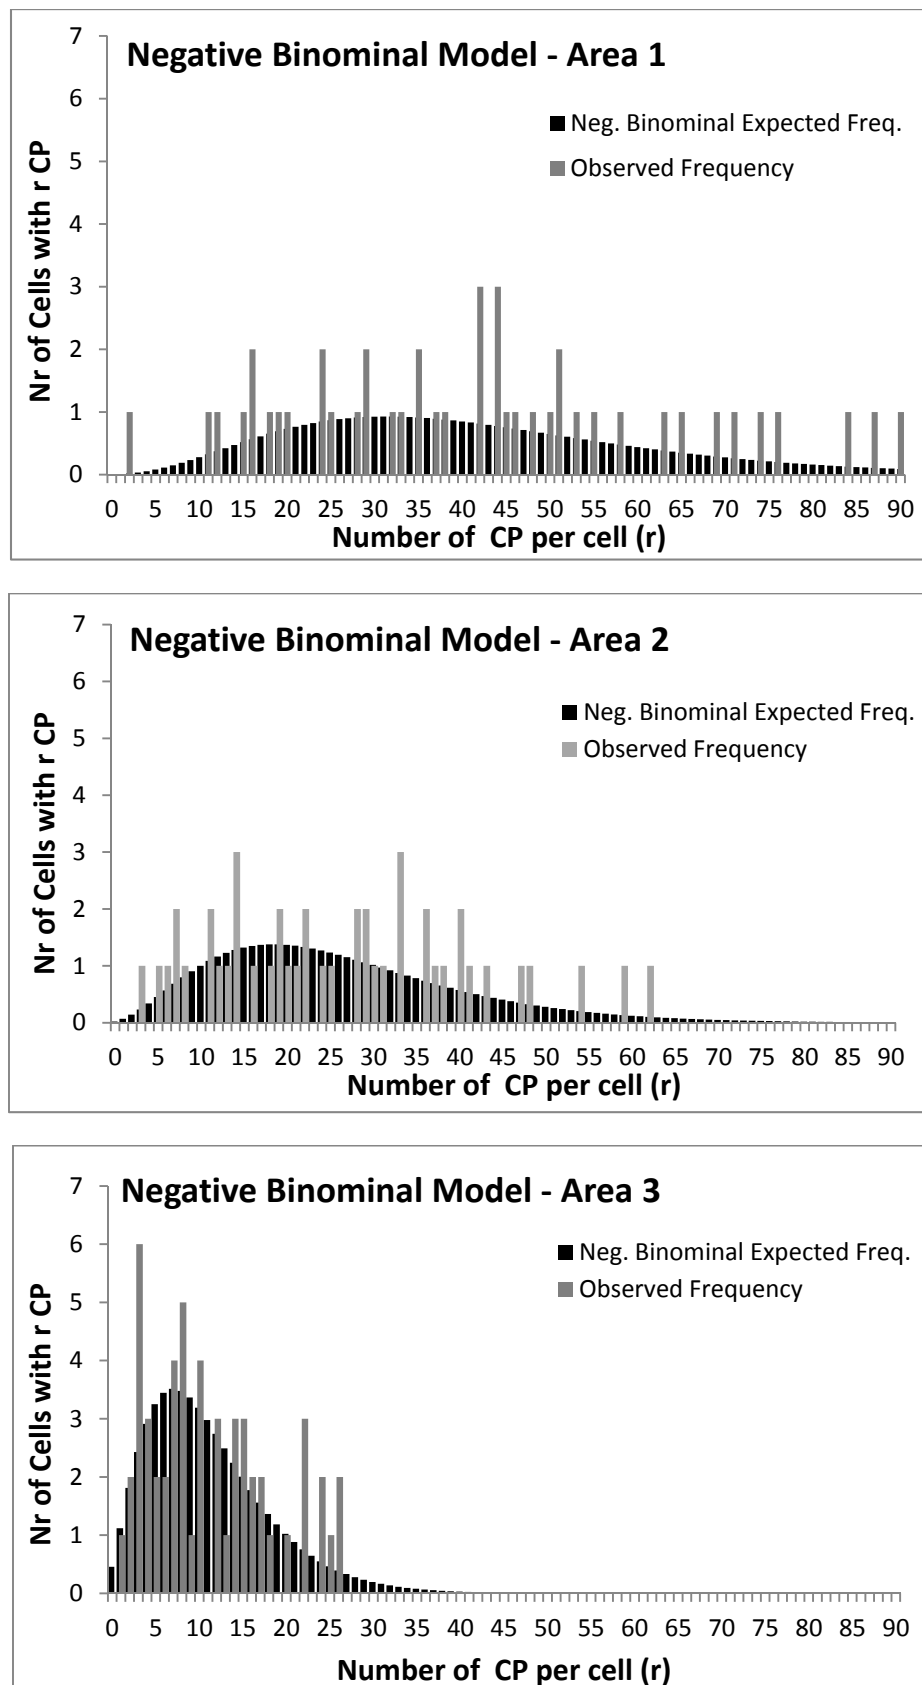 Negative Binominal Model - Area 1
7
6
5
4
3
2
1
0
Nr of Cells with r CP
Neg. Binominal Expected Freq.
Observed Frequency
0 5 10 15 20 25 30 35 40 45 50 55 60 65 70 75 80 85 90
Number of CP per cell (r)
Negative Binominal Model - Area 2
7
6
5
4
3
2
1
0
Nr of Cells with r CP
Neg. Binominal Expected Freq.
Observed Frequency
0 5 10 15 20 25 30 35 40 45 50 55 60 65 70 75 80 85 90
Number of CP per cell (r)
Negative Binominal Model - Area 3
7
6
5
4
3
2
1
0
Nr of Cells with r CP
Neg. Binominal Expected Freq.
Observed Frequency
0 5 10 15 20 25 30 35 40 45 50 55 60 65 70 75 80 85 90
Number of CP per cell (r)